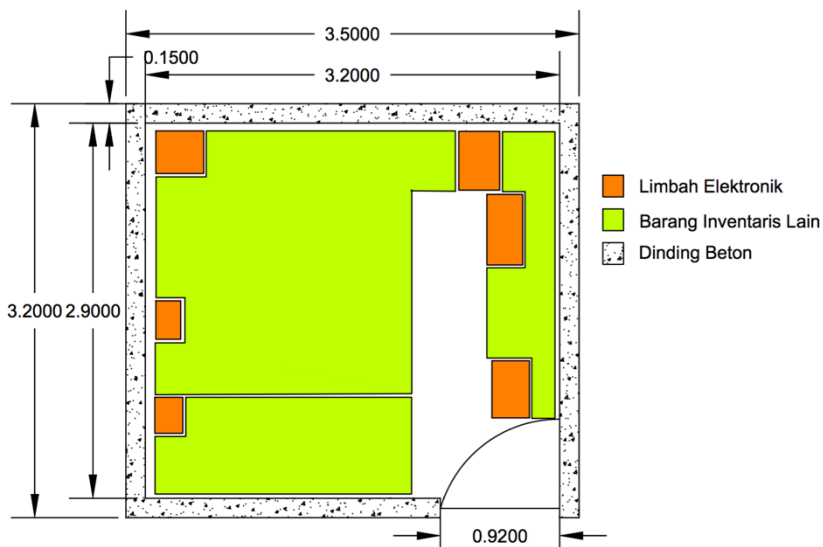 3.5000
0.1500
3.2000
3.2000
2.9000
0.9200
Limbah Elektronik
Barang Inventaris Lain
Dinding Beton